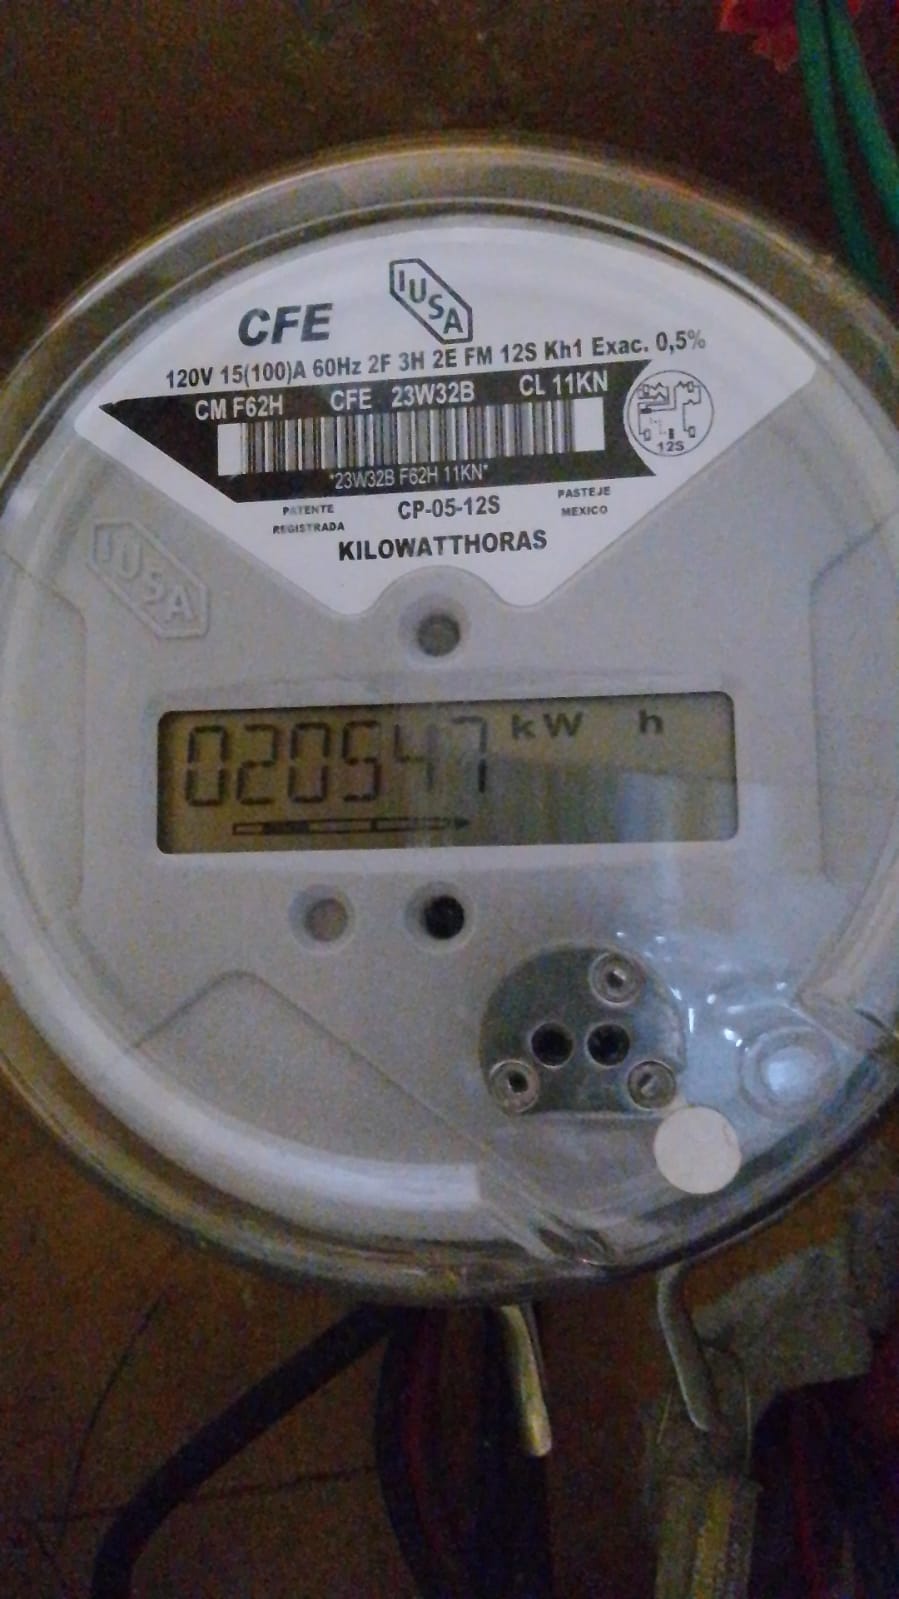 IUSA
CFE
120V 15(100)A 60Hz 2F 3H 2E FM 12S Kh1 Exac. 0,5%
CM F62H CFE 23W32B CL 11KN
*23W32B F62H 11KN*
12S
PATENTE REGISTRADA
CP-05-12S
PASTEJE MEXICO
KILOWATTHORAS
IUSA
020547 kW h